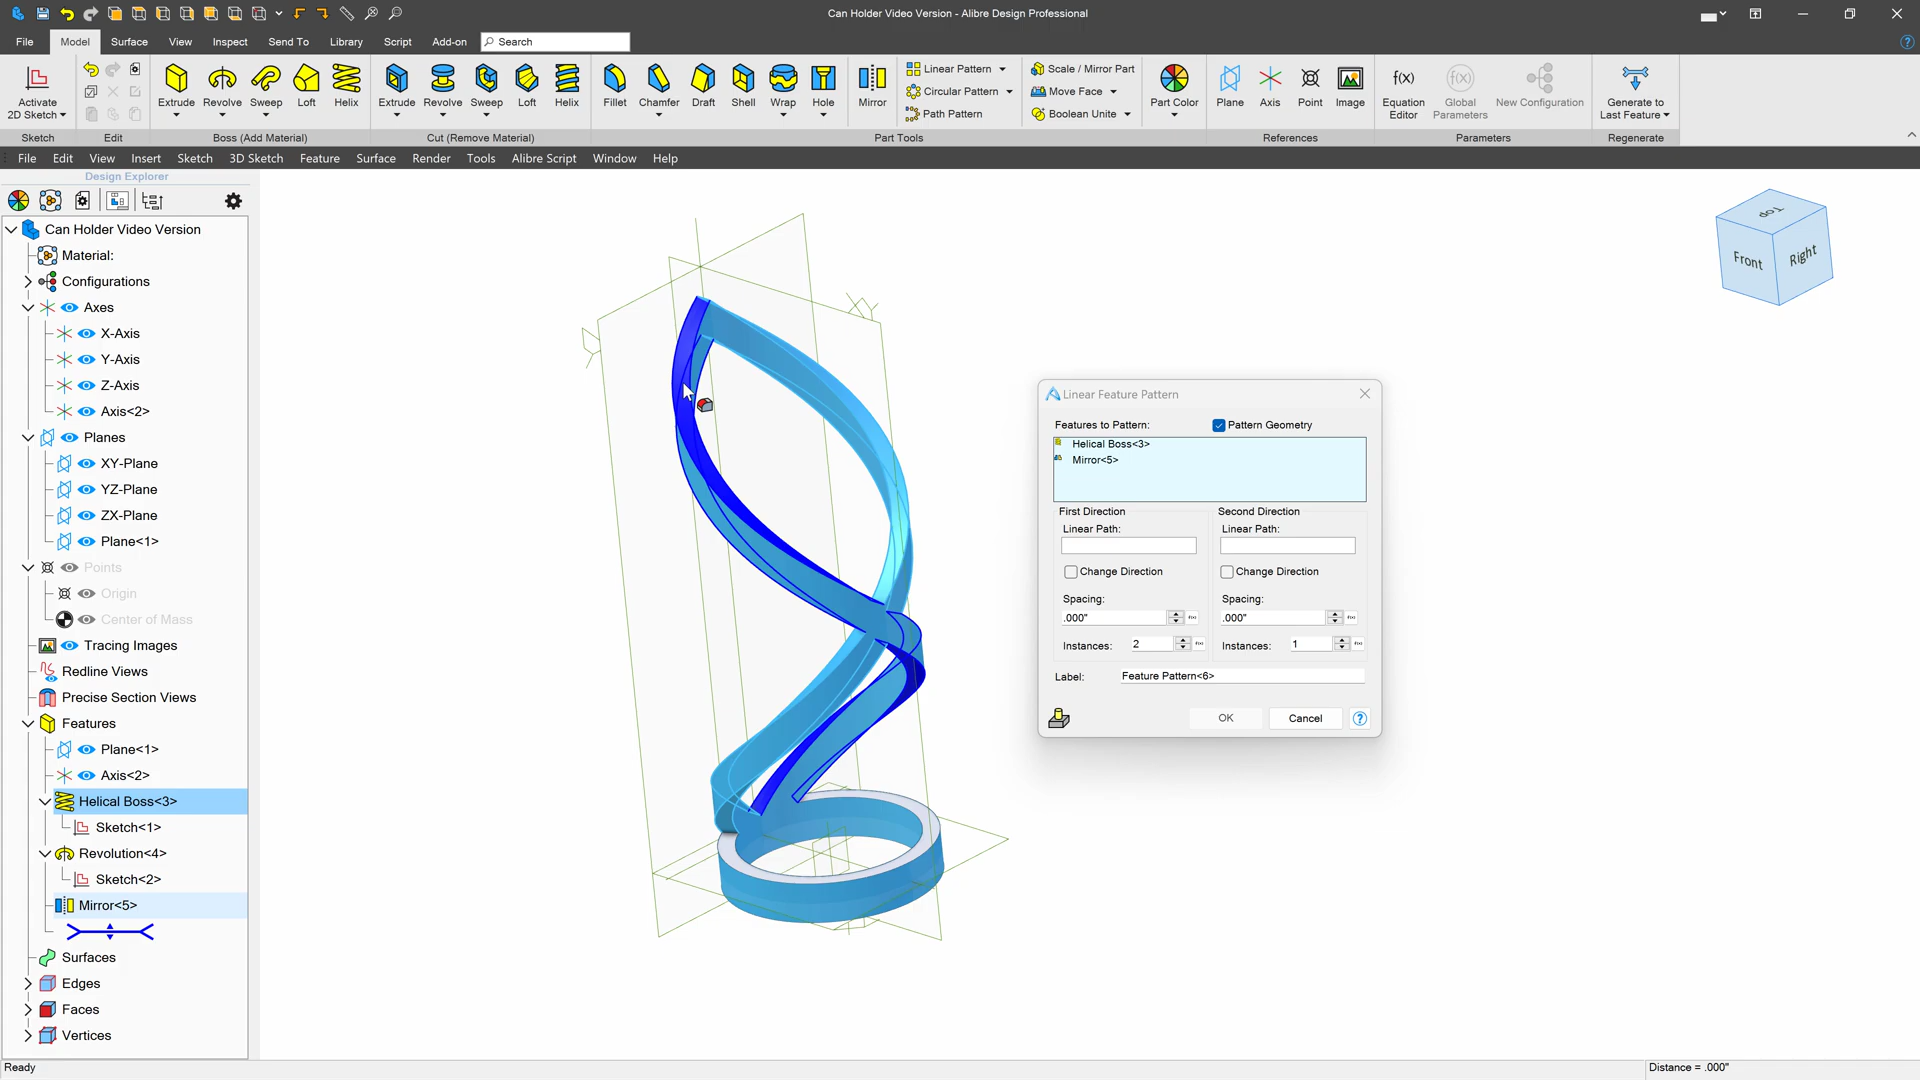 Can Holder Video Version - Alibre Design Professional
File Model Surface View Inspect Send To Library Script Add-on Search
Activate 2D Sketch
Extrude Revolve Sweep Loft Helix
Extrude Revolve Sweep Loft Helix
Fillet Chamfer Draft Shell Wrap Hole Mirror
Linear Pattern
Circular Pattern
Path Pattern
Scale / Mirror Part
Move Face
Boolean Unite
Part Color
Plane Axis Point Image
f(x) Equation Editor
f(x) Global Parameters
New Configuration
Generate to Last Feature
Sketch Edit Boss (Add Material) Cut (Remove Material) Part Tools References Parameters Regenerate
File Edit View Insert Sketch 3D Sketch Feature Surface Render Tools Alibre Script Window Help
Design Explorer
Can Holder Video Version
Material:
Configurations
Axes
X-Axis
Y-Axis
Z-Axis
Axis<2>
Planes
XY-Plane
YZ-Plane
ZX-Plane
Plane<1>
Points
Origin
Center of Mass
Tracing Images
Redline Views
Precise Section Views
Features
Plane<1>
Axis<2>
Helical Boss<3>
Sketch<1>
Revolution<4>
Sketch<2>
Mirror<5>
Surfaces
Edges
Faces
Vertices
Top
Front
Right
Linear Feature Pattern
Features to Pattern: Pattern Geometry
Helical Boss<3>
Mirror<5>
First Direction Second Direction
Linear Path: Linear Path:
Change Direction Change Direction
Spacing: Spacing:
.000" .000"
Instances: 2 Instances: 1
Label: Feature Pattern<6>
OK Cancel
Ready
Distance = .000"